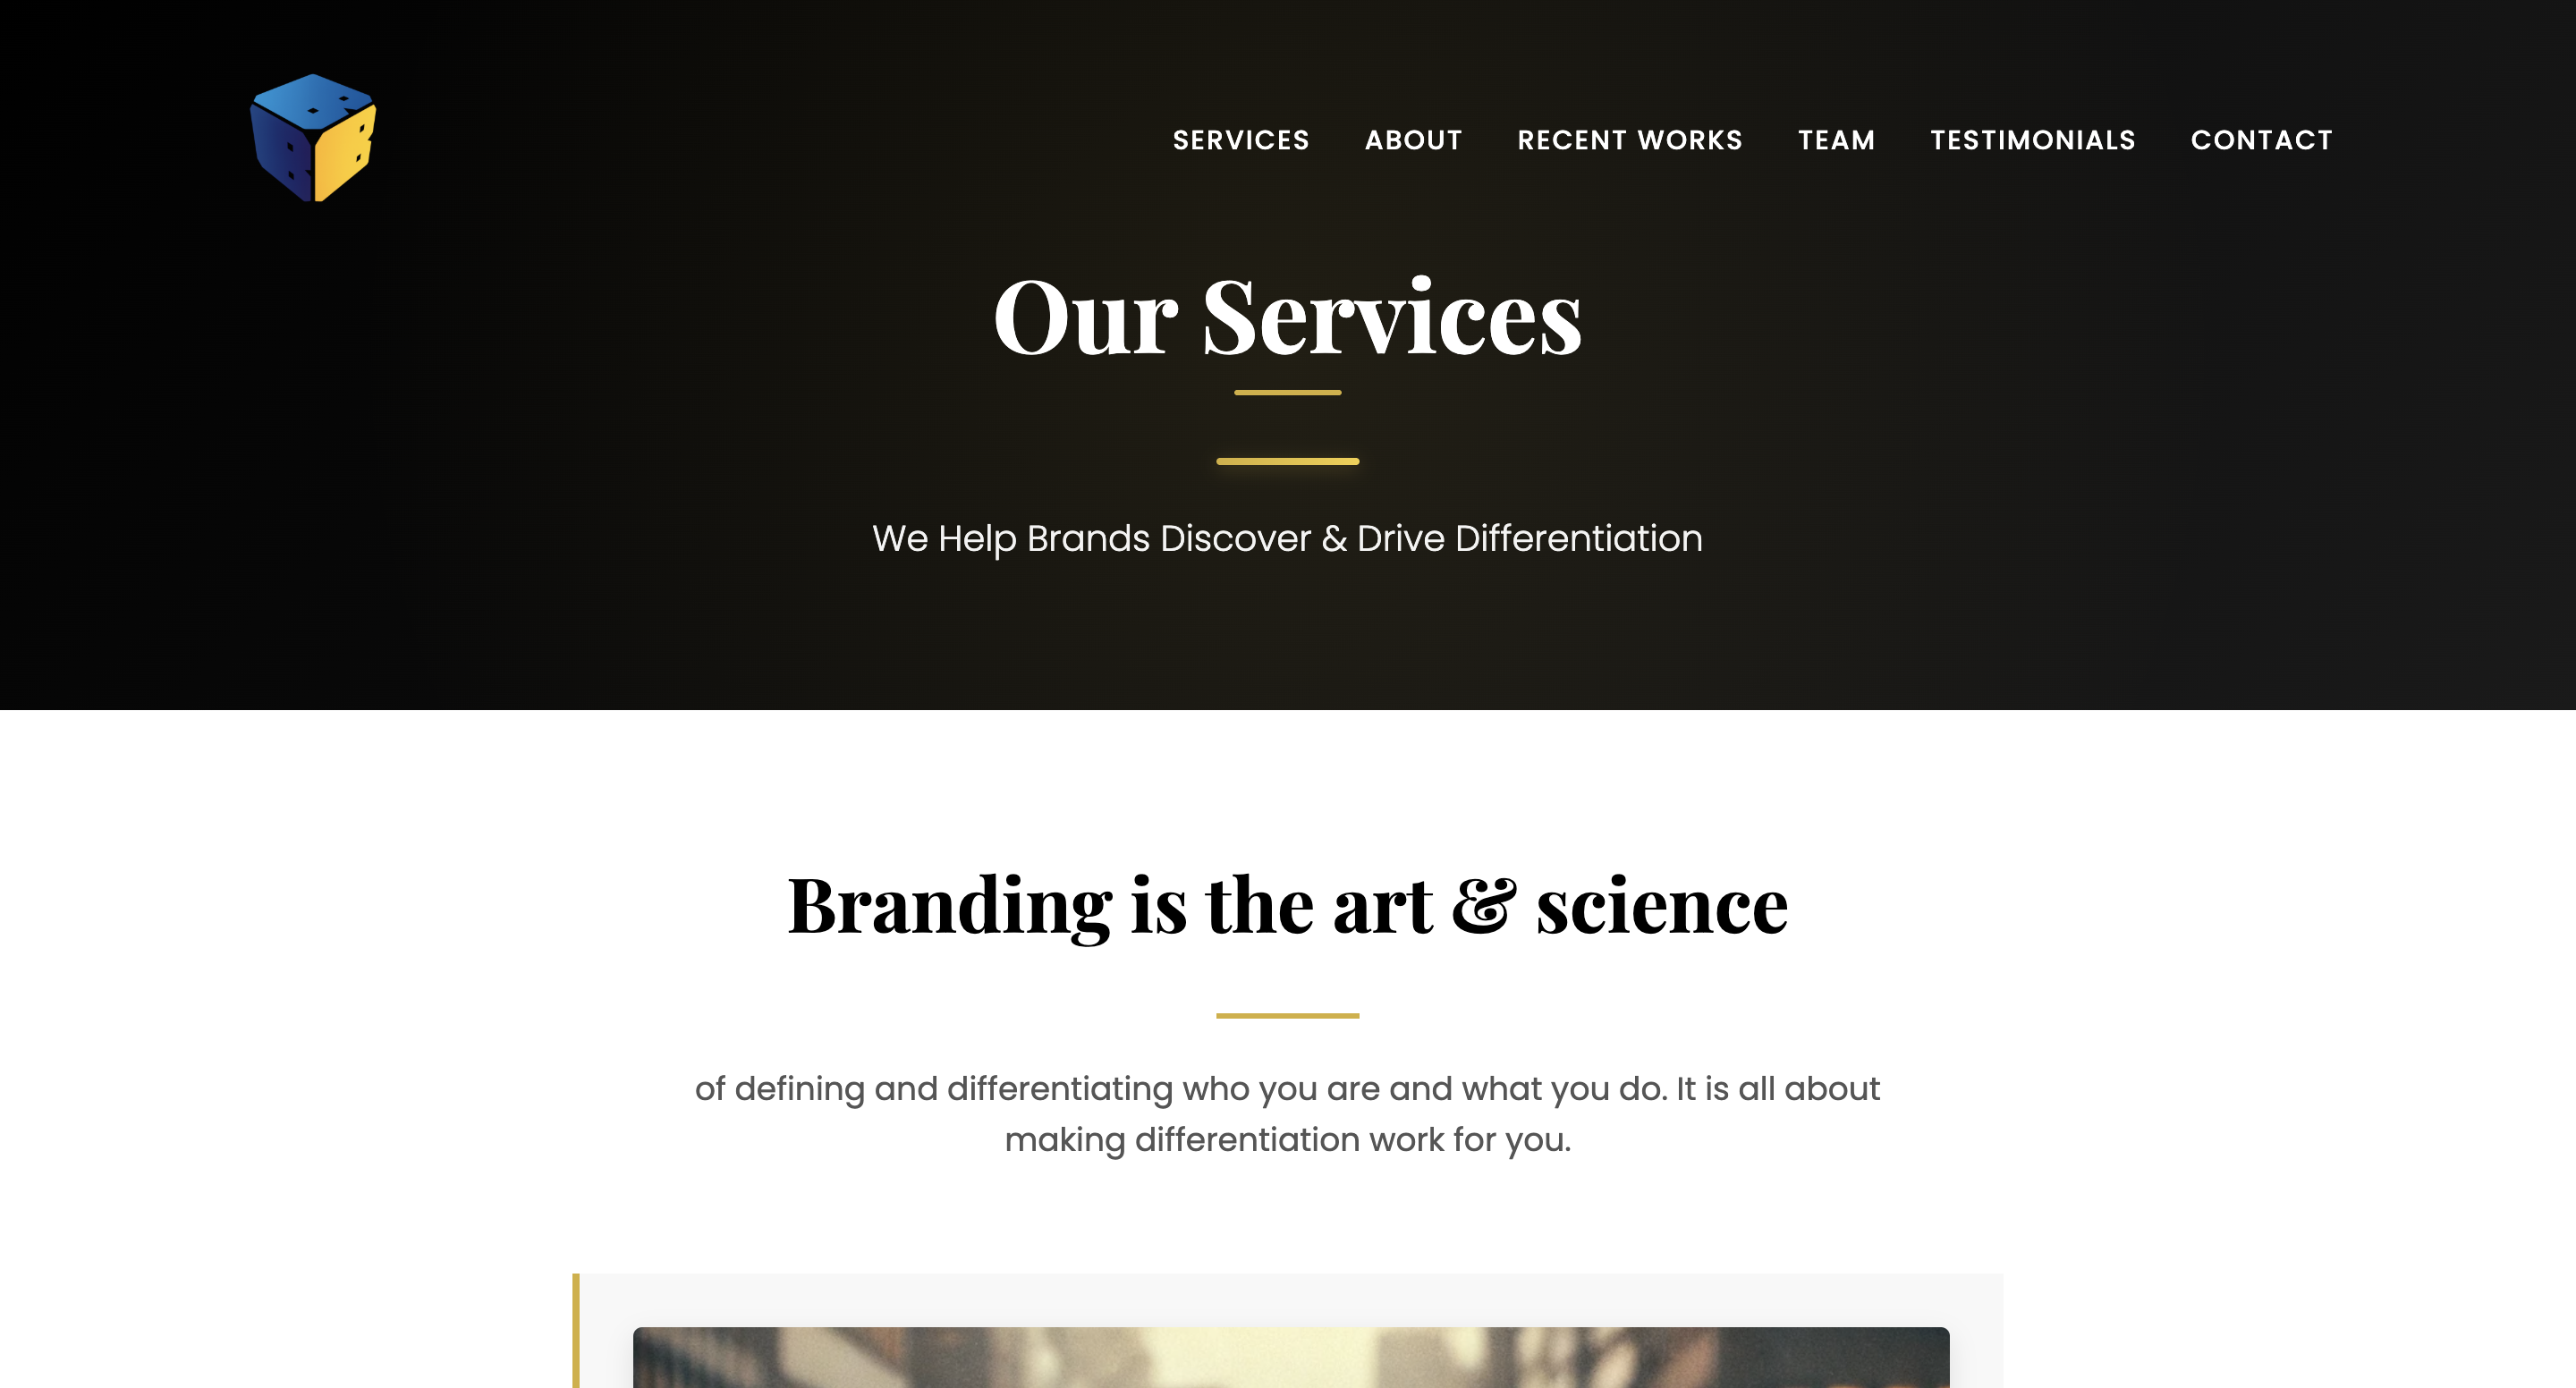 SERVICES ABOUT RECENT WORKS TEAM TESTIMONIALS CONTACT
Our Services
We Help Brands Discover & Drive Differentiation
Branding is the art & science
of defining and differentiating who you are and what you do. It is all about
making differentiation work for you.